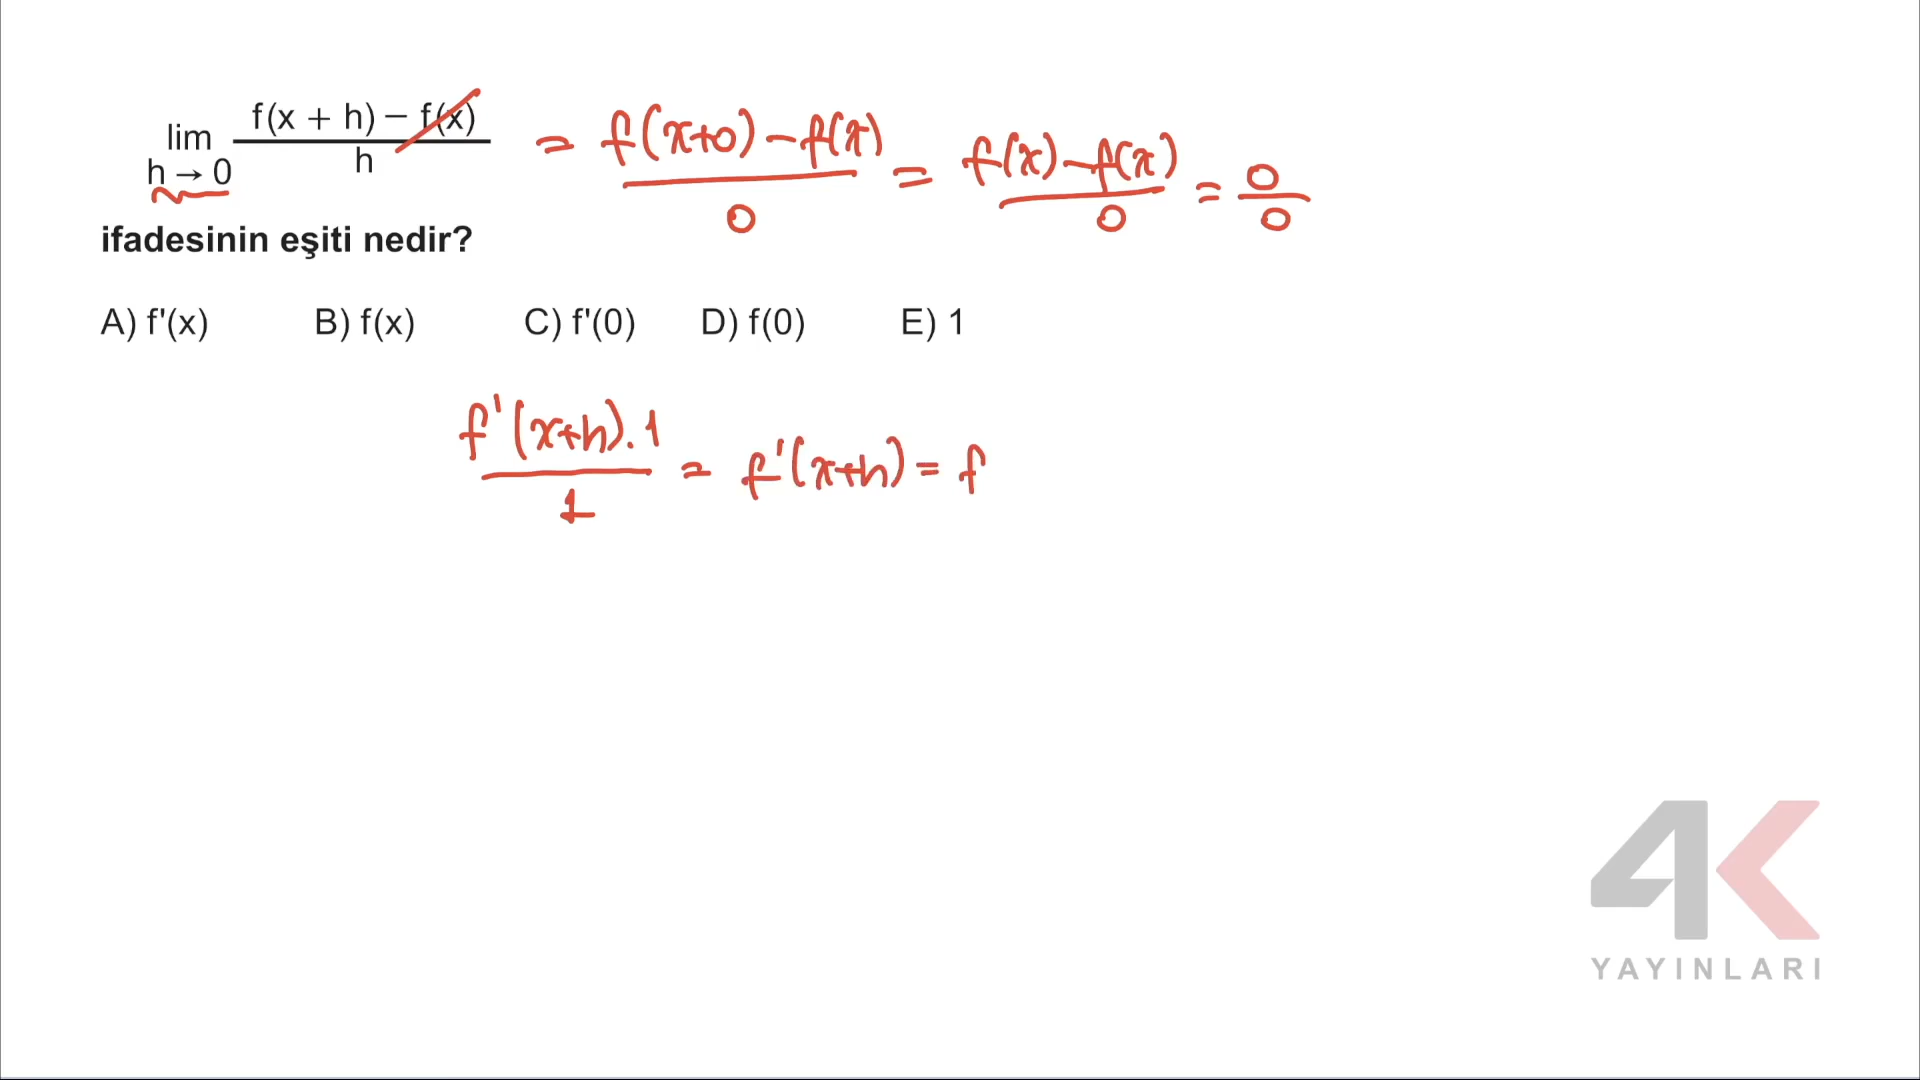 lim h → 0 f(x + h) − f(x) / h = f(x+0) − f(x) / 0 = f(x) − f(x) / 0 = 0 / 0
ifadesinin eşiti nedir?
A) f'(x) B) f(x) C) f'(0) D) f(0) E) 1
f'(x+h).1 / 1 = f'(x+h) = f
4K
YAYINLARI